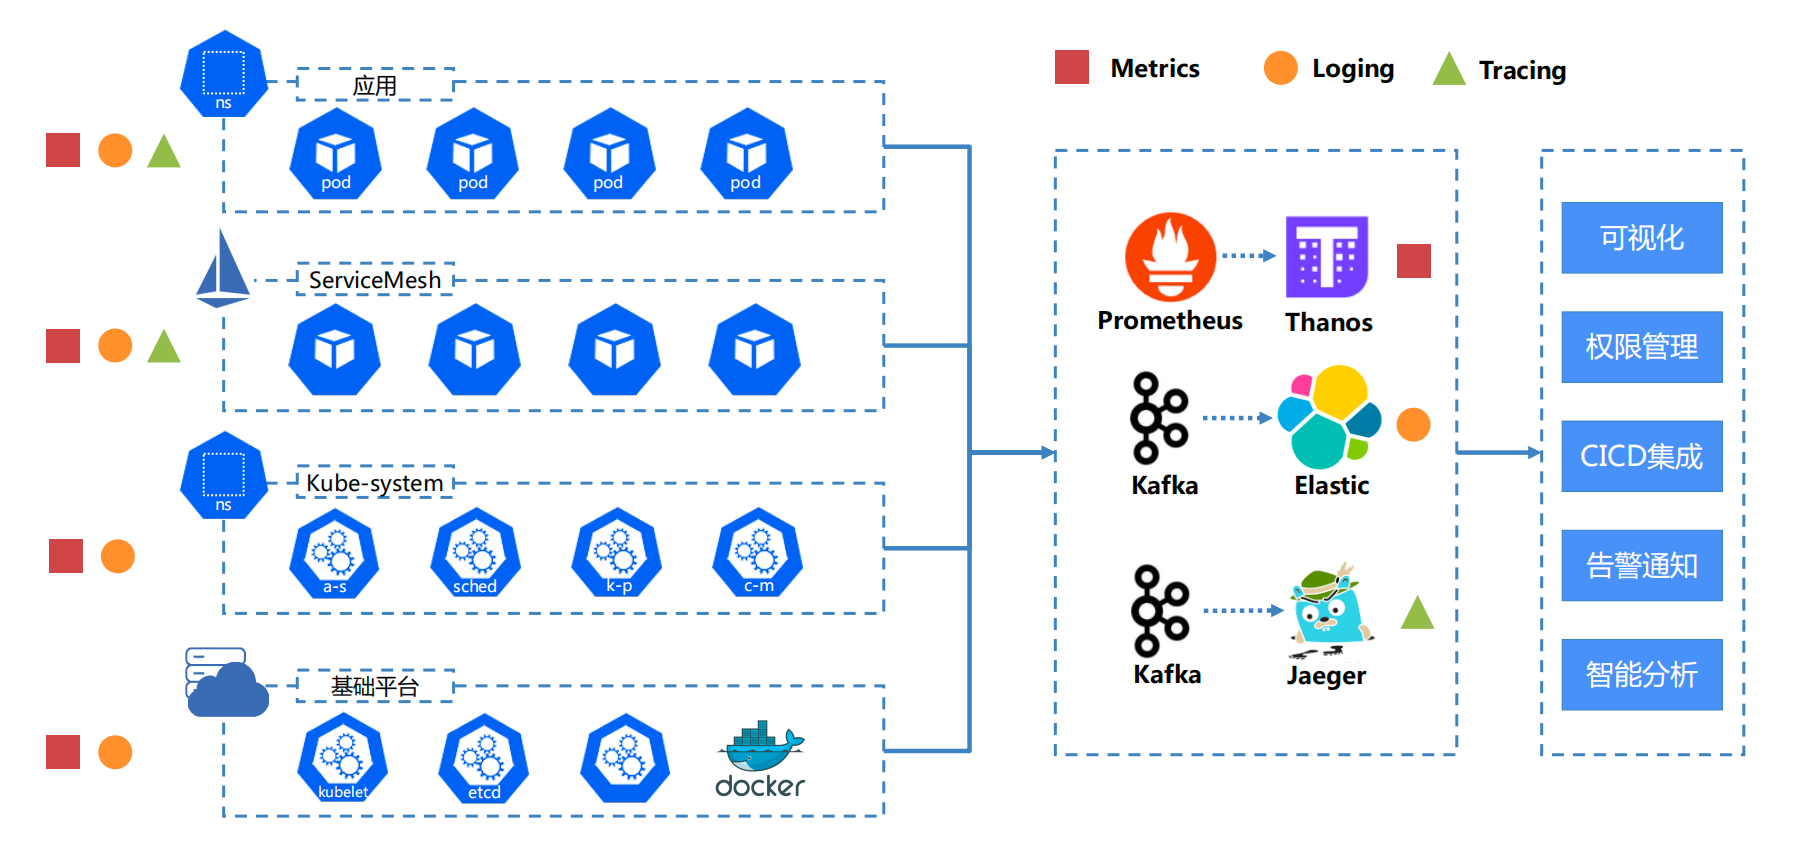 ns
应用
pod
pod
pod
pod
ServiceMesh
ns
Kube-system
a-s
sched
k-p
c-m
基础平台
kubelet
etcd
docker
Metrics
Loging
Tracing
Prometheus
Thanos
Kafka
Elastic
Kafka
Jaeger
可视化
权限管理
CICD集成
告警通知
智能分析